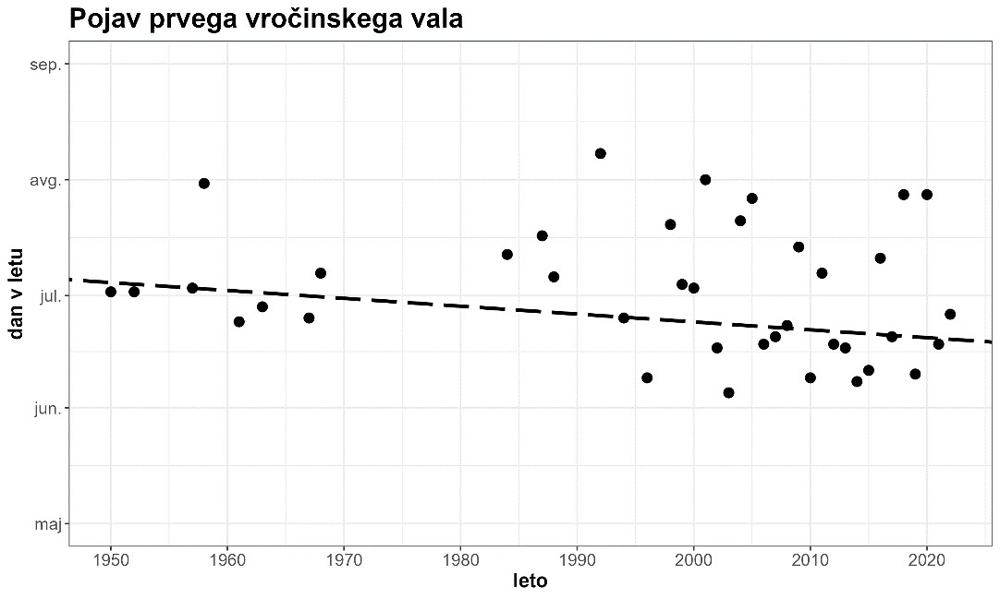 Pojav prvega vročinskega vala
sep.
avg.
jul.
jun.
maj
dan v letu
1950 1960 1970 1980 1990 2000 2010 2020
leto